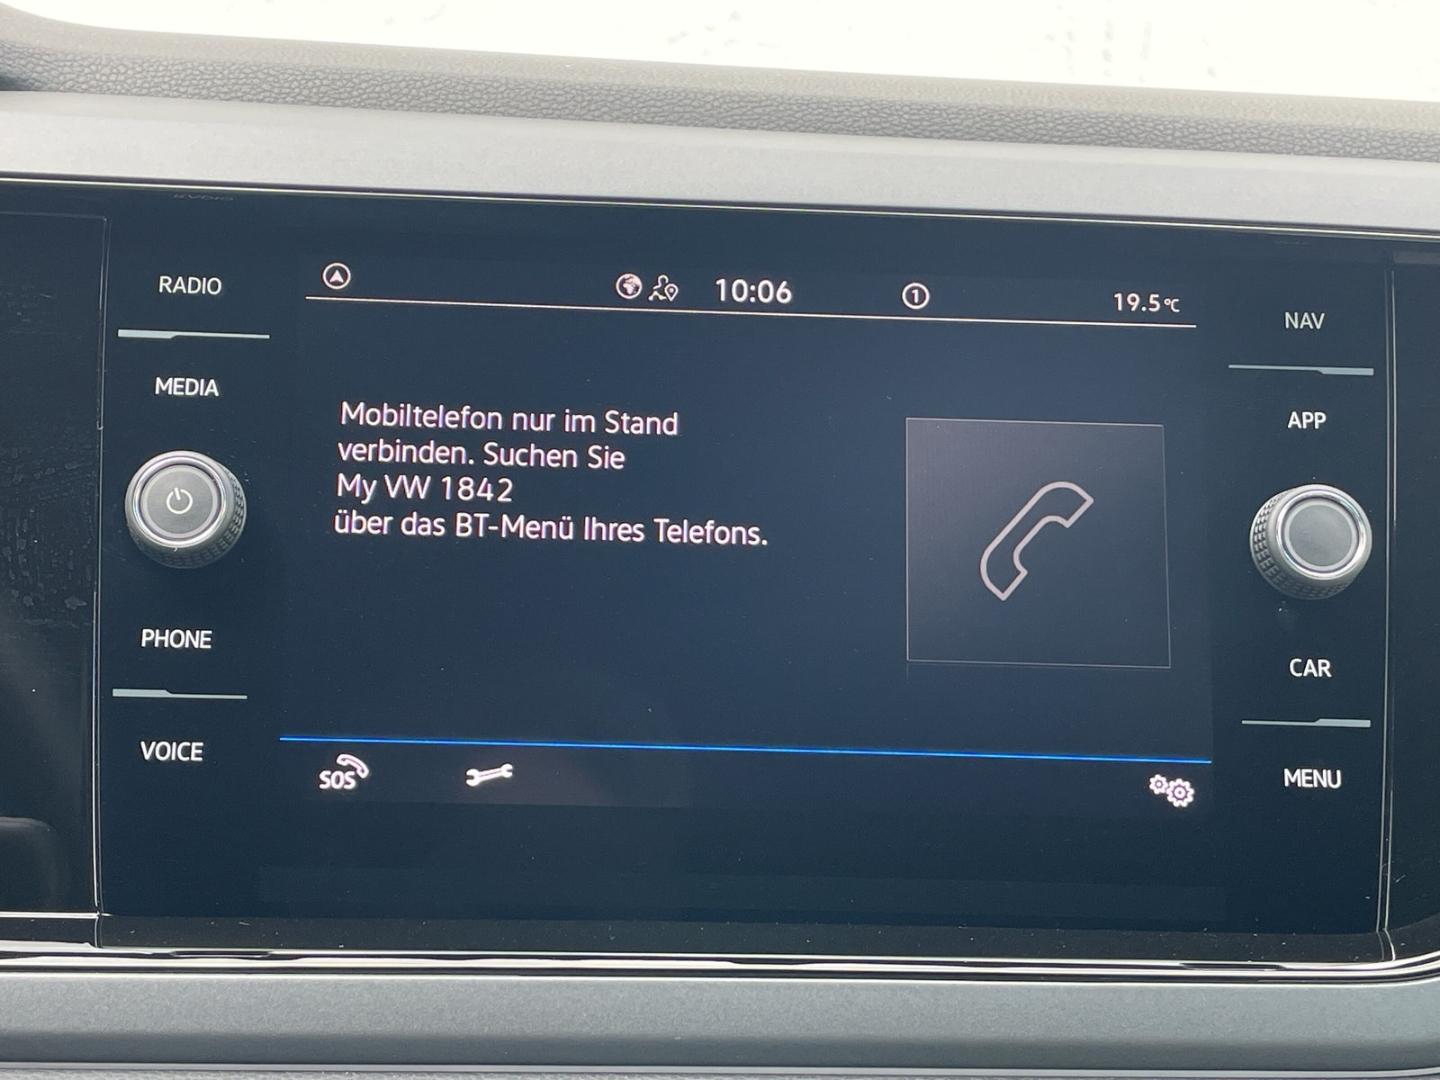 RADIO
MEDIA
PHONE
VOICE
10:06
1
19.5°C
Mobiltelefon nur im Stand
verbinden. Suchen Sie
My VW 1842
über das BT-Menü Ihres Telefons.
SOS
NAV
APP
CAR
MENU